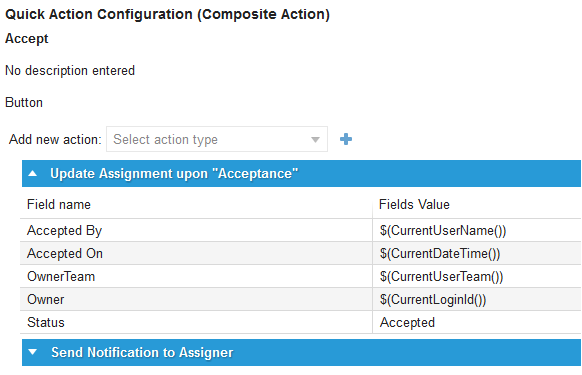 Quick Action Configuration (Composite Action)
Accept
No description entered
Button
Add new action: Select action type
Update Assignment upon "Acceptance"
Field name Fields Value
Accepted By $(CurrentUserName())
Accepted On $(CurrentDateTime())
OwnerTeam $(CurrentUserTeam())
Owner $(CurrentLoginId())
Status Accepted
Send Notification to Assigner